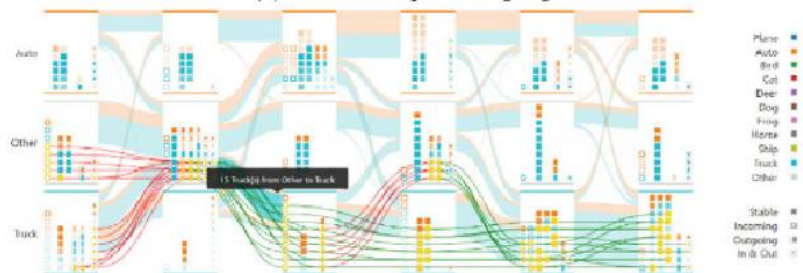 Auto
Other
Truck
15 Truck(s) from Other to Truck
Plane
Auto
Bird
Cat
Deer
Dog
Frog
Horse
Ship
Truck
Other
Stable
Incoming
Outgoing
In & Out